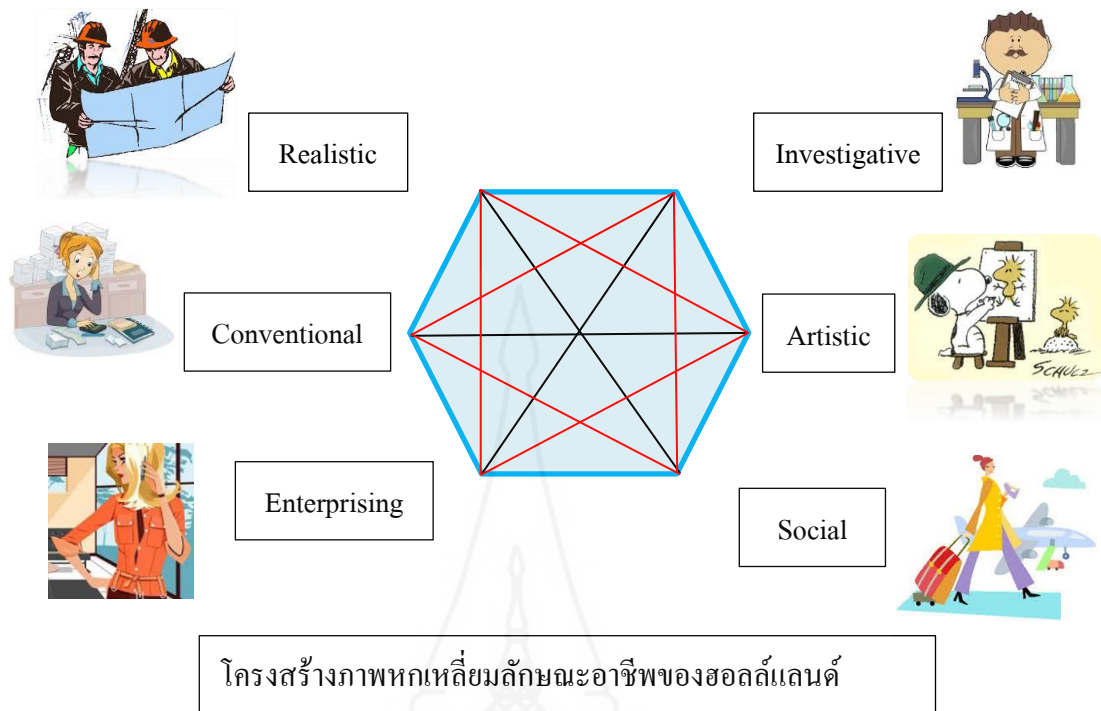 Realistic
Investigative
Conventional
Artistic
SCHULZ
Enterprising
Social
โครงสร้างภาพหกเหลี่ยมลักษณะอาชีพของฮอลล์แลนด์